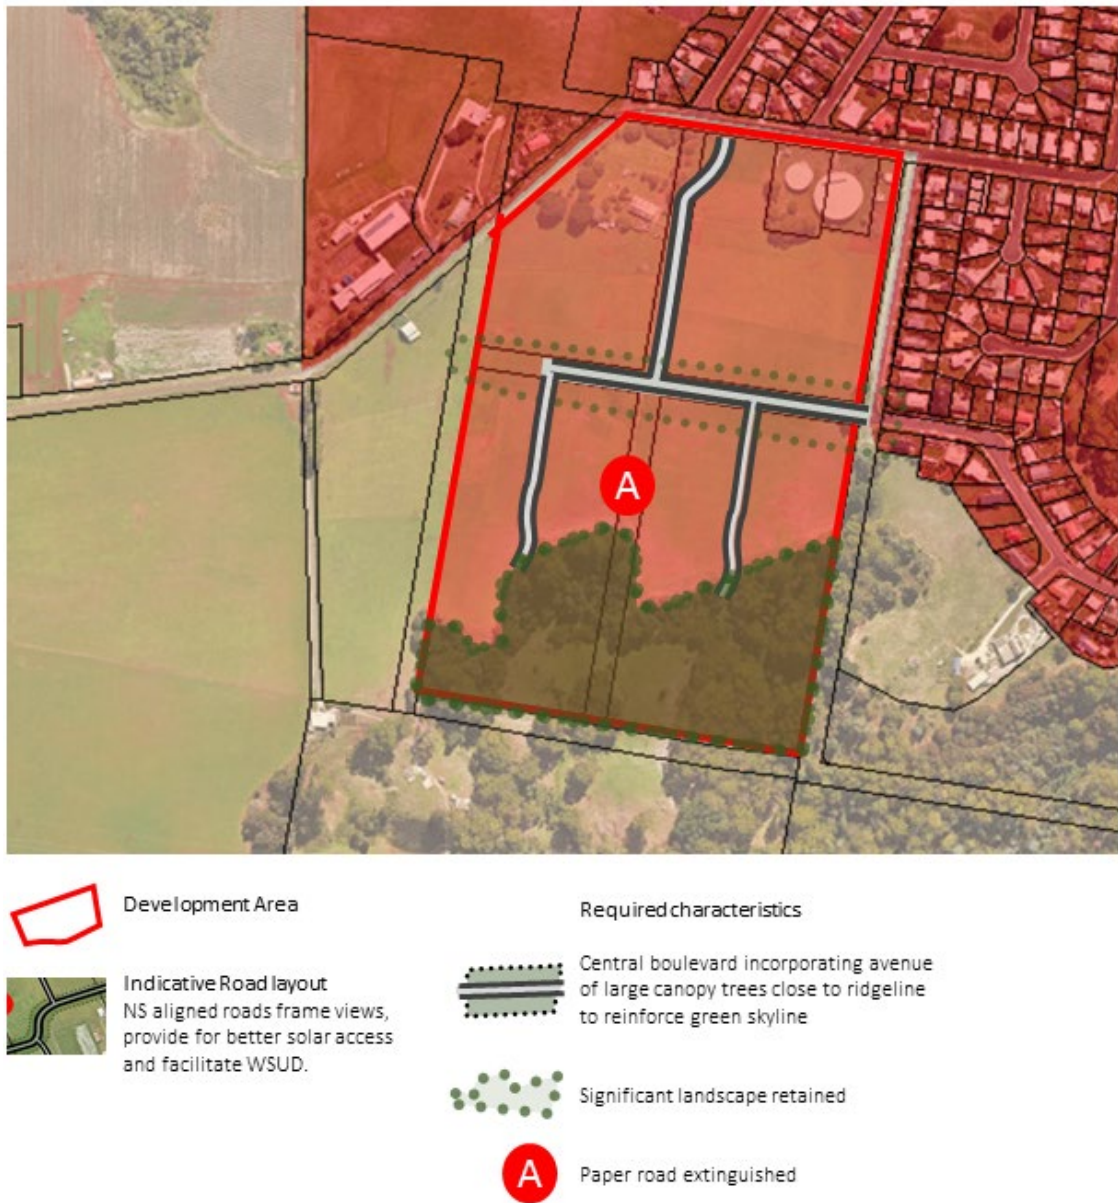 A
Development Area
Indicative Road layout
NS aligned roads frame views,
provide for better solar access
and facilitate WSUD.
Required characteristics
Central boulevard incorporating avenue
of large canopy trees close to ridgeline
to reinforce green skyline
Significant landscape retained
A
Paper road extinguished